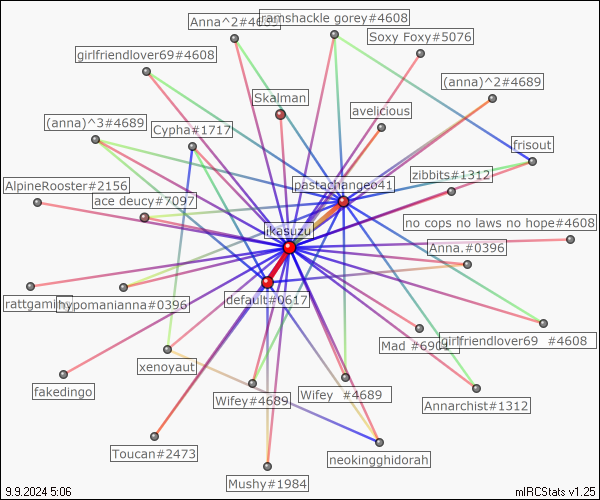 Anna^2#4689
ramshackle gorey#4608
Soxy Foxy#5076
girlfriendlover69#4608
(anna)^2#4689
Skalman
avelicious
(anna)^3#4689
Cypha#1717
frisout
zibbits#1312
pastachangeo41
AlpineRooster#2156
ace deucy#7097
no cops no laws no hope#4608
ikasuzu
Anna.#0396
rattgamine
hypomanianna#0396
default#0617
Mad #6901
girlfriendlover69 #4608
xenoyaut
fakedingo
Wifey#4689
Wifey #4689
Annarchist#1312
Toucan#2473
neokingghidorah
Mushy#1984
9.9.2024 5:06
mIRCStats v1.25